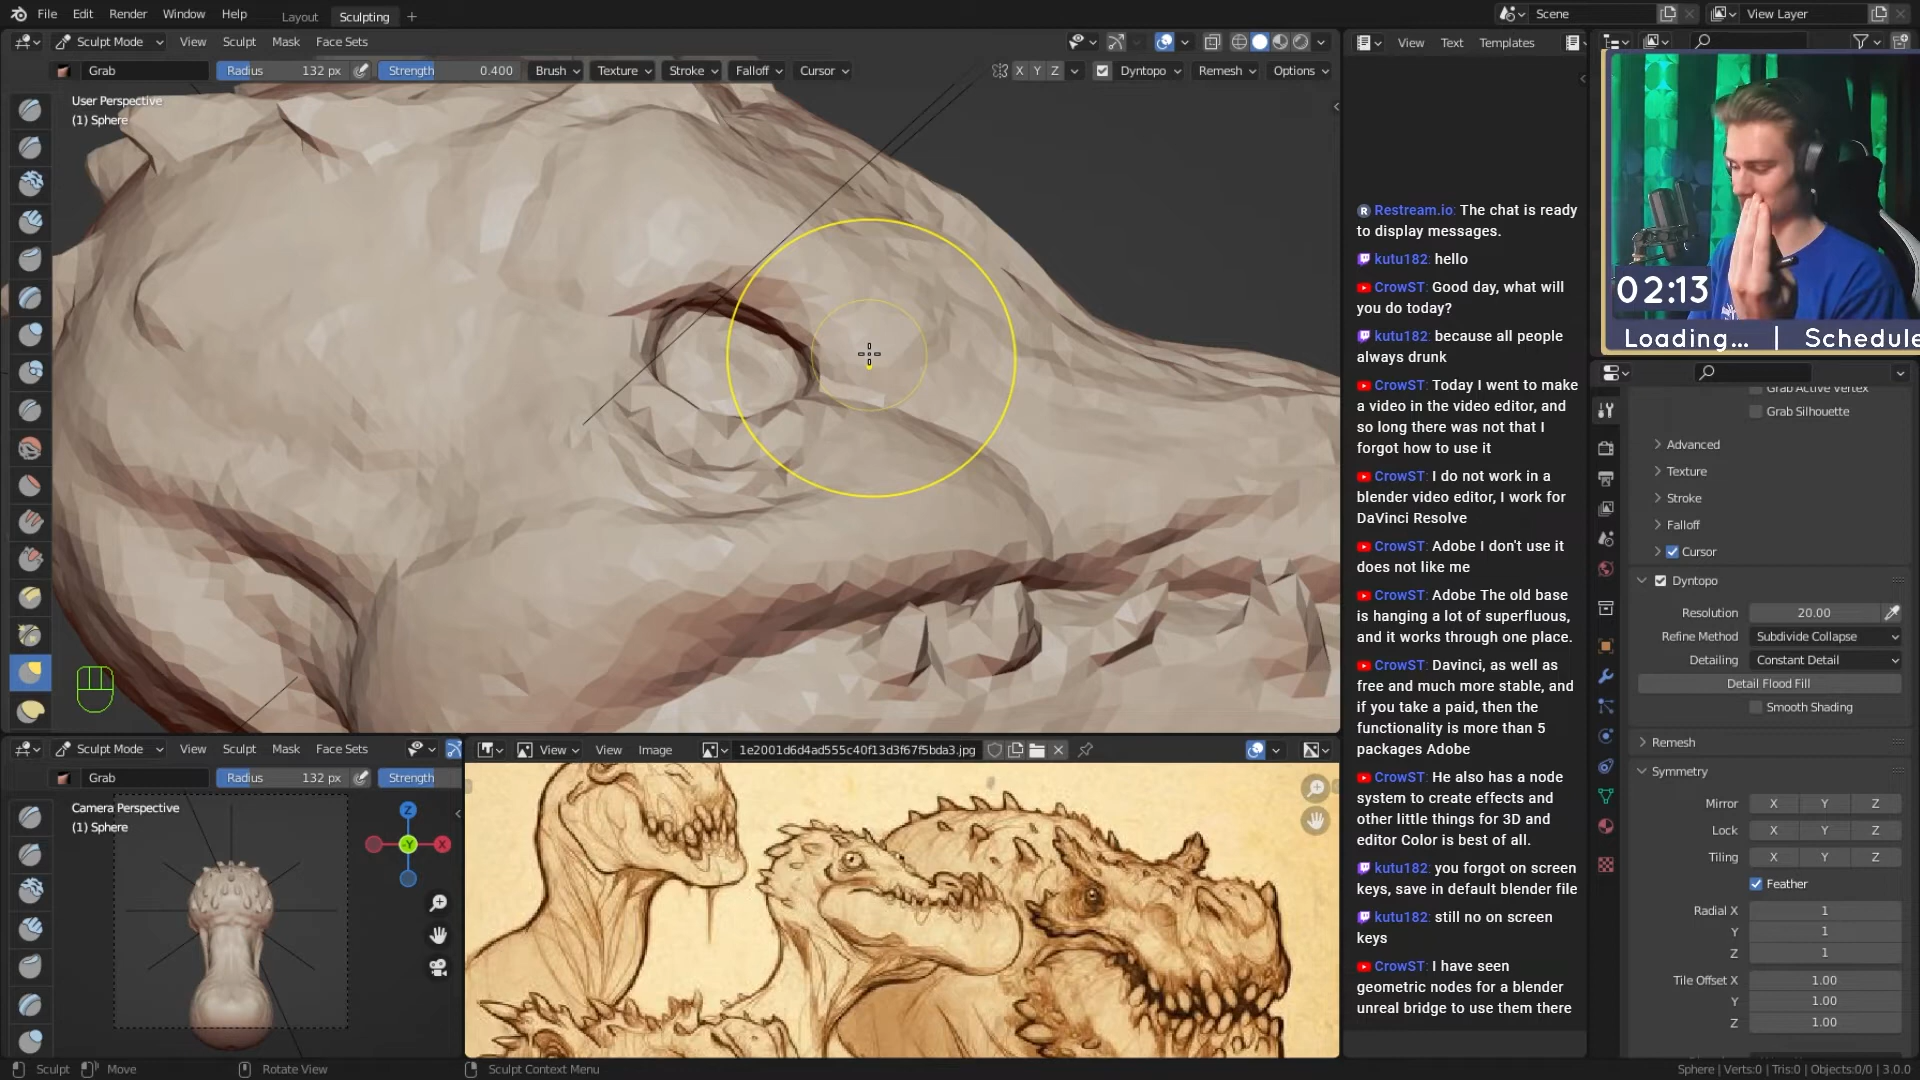 File Edit Render Window Help Layout Sculpting + Scene View Layer
Sculpt Mode View Sculpt Mask Face Sets View Text Templates
Grab Radius 132 px Strength 0.400 Brush Texture Stroke Falloff Cursor X Y Z Dyntopo Remesh Options
User Perspective
(1) Sphere
Restream.io: The chat is ready
to display messages.
kutu182: hello
CrowST: Good day, what will
you do today?
kutu182: because all people
always drunk
CrowST: Today I went to make
a video in the video editor, and
so long there was not that I
forgot how to use it
CrowST: I do not work in a
blender video editor, I work for
DaVinci Resolve
CrowST: Adobe I don't use it
does not like me
CrowST: Adobe The old base
is hanging a lot of superfluous,
and it works through one place.
CrowST: Davinci, as well as
free and much more stable, and
if you take a paid, then the
functionality is more than 5
packages Adobe
CrowST: He also has a node
system to create effects and
other little things for 3D and
editor Color is best of all.
kutu182: you forgot on screen
keys, save in default blender file
kutu182: still no on screen
keys
CrowST: I have seen
geometric nodes for a blender
unreal bridge to use them there
02:13
Loading... | Schedule
Grab Active Vertex
Grab Silhouette
Advanced
Texture
Stroke
Falloff
Cursor
Dyntopo
Resolution 20.00
Refine Method Subdivide Collapse
Detailing Constant Detail
Detail Flood Fill
Smooth Shading
Remesh
Symmetry
Mirror X Y Z
Lock X Y Z
Tiling X Y Z
Feather
Radial X 1
Y 1
Z 1
Tile Offset X 1.00
Y 1.00
Z 1.00
Sculpt Mode View Sculpt Mask Face Sets
Grab Radius 132 px Strength
Camera Perspective
(1) Sphere
Z
-Y X
View View Image 1e2001d6d4ad555c40f13d3f67f5bda3.jpg
Sculpt Move Rotate View Sculpt Context Menu Sphere | Verts:0 | Tris:0 | Objects:0/0 | 3.0.0